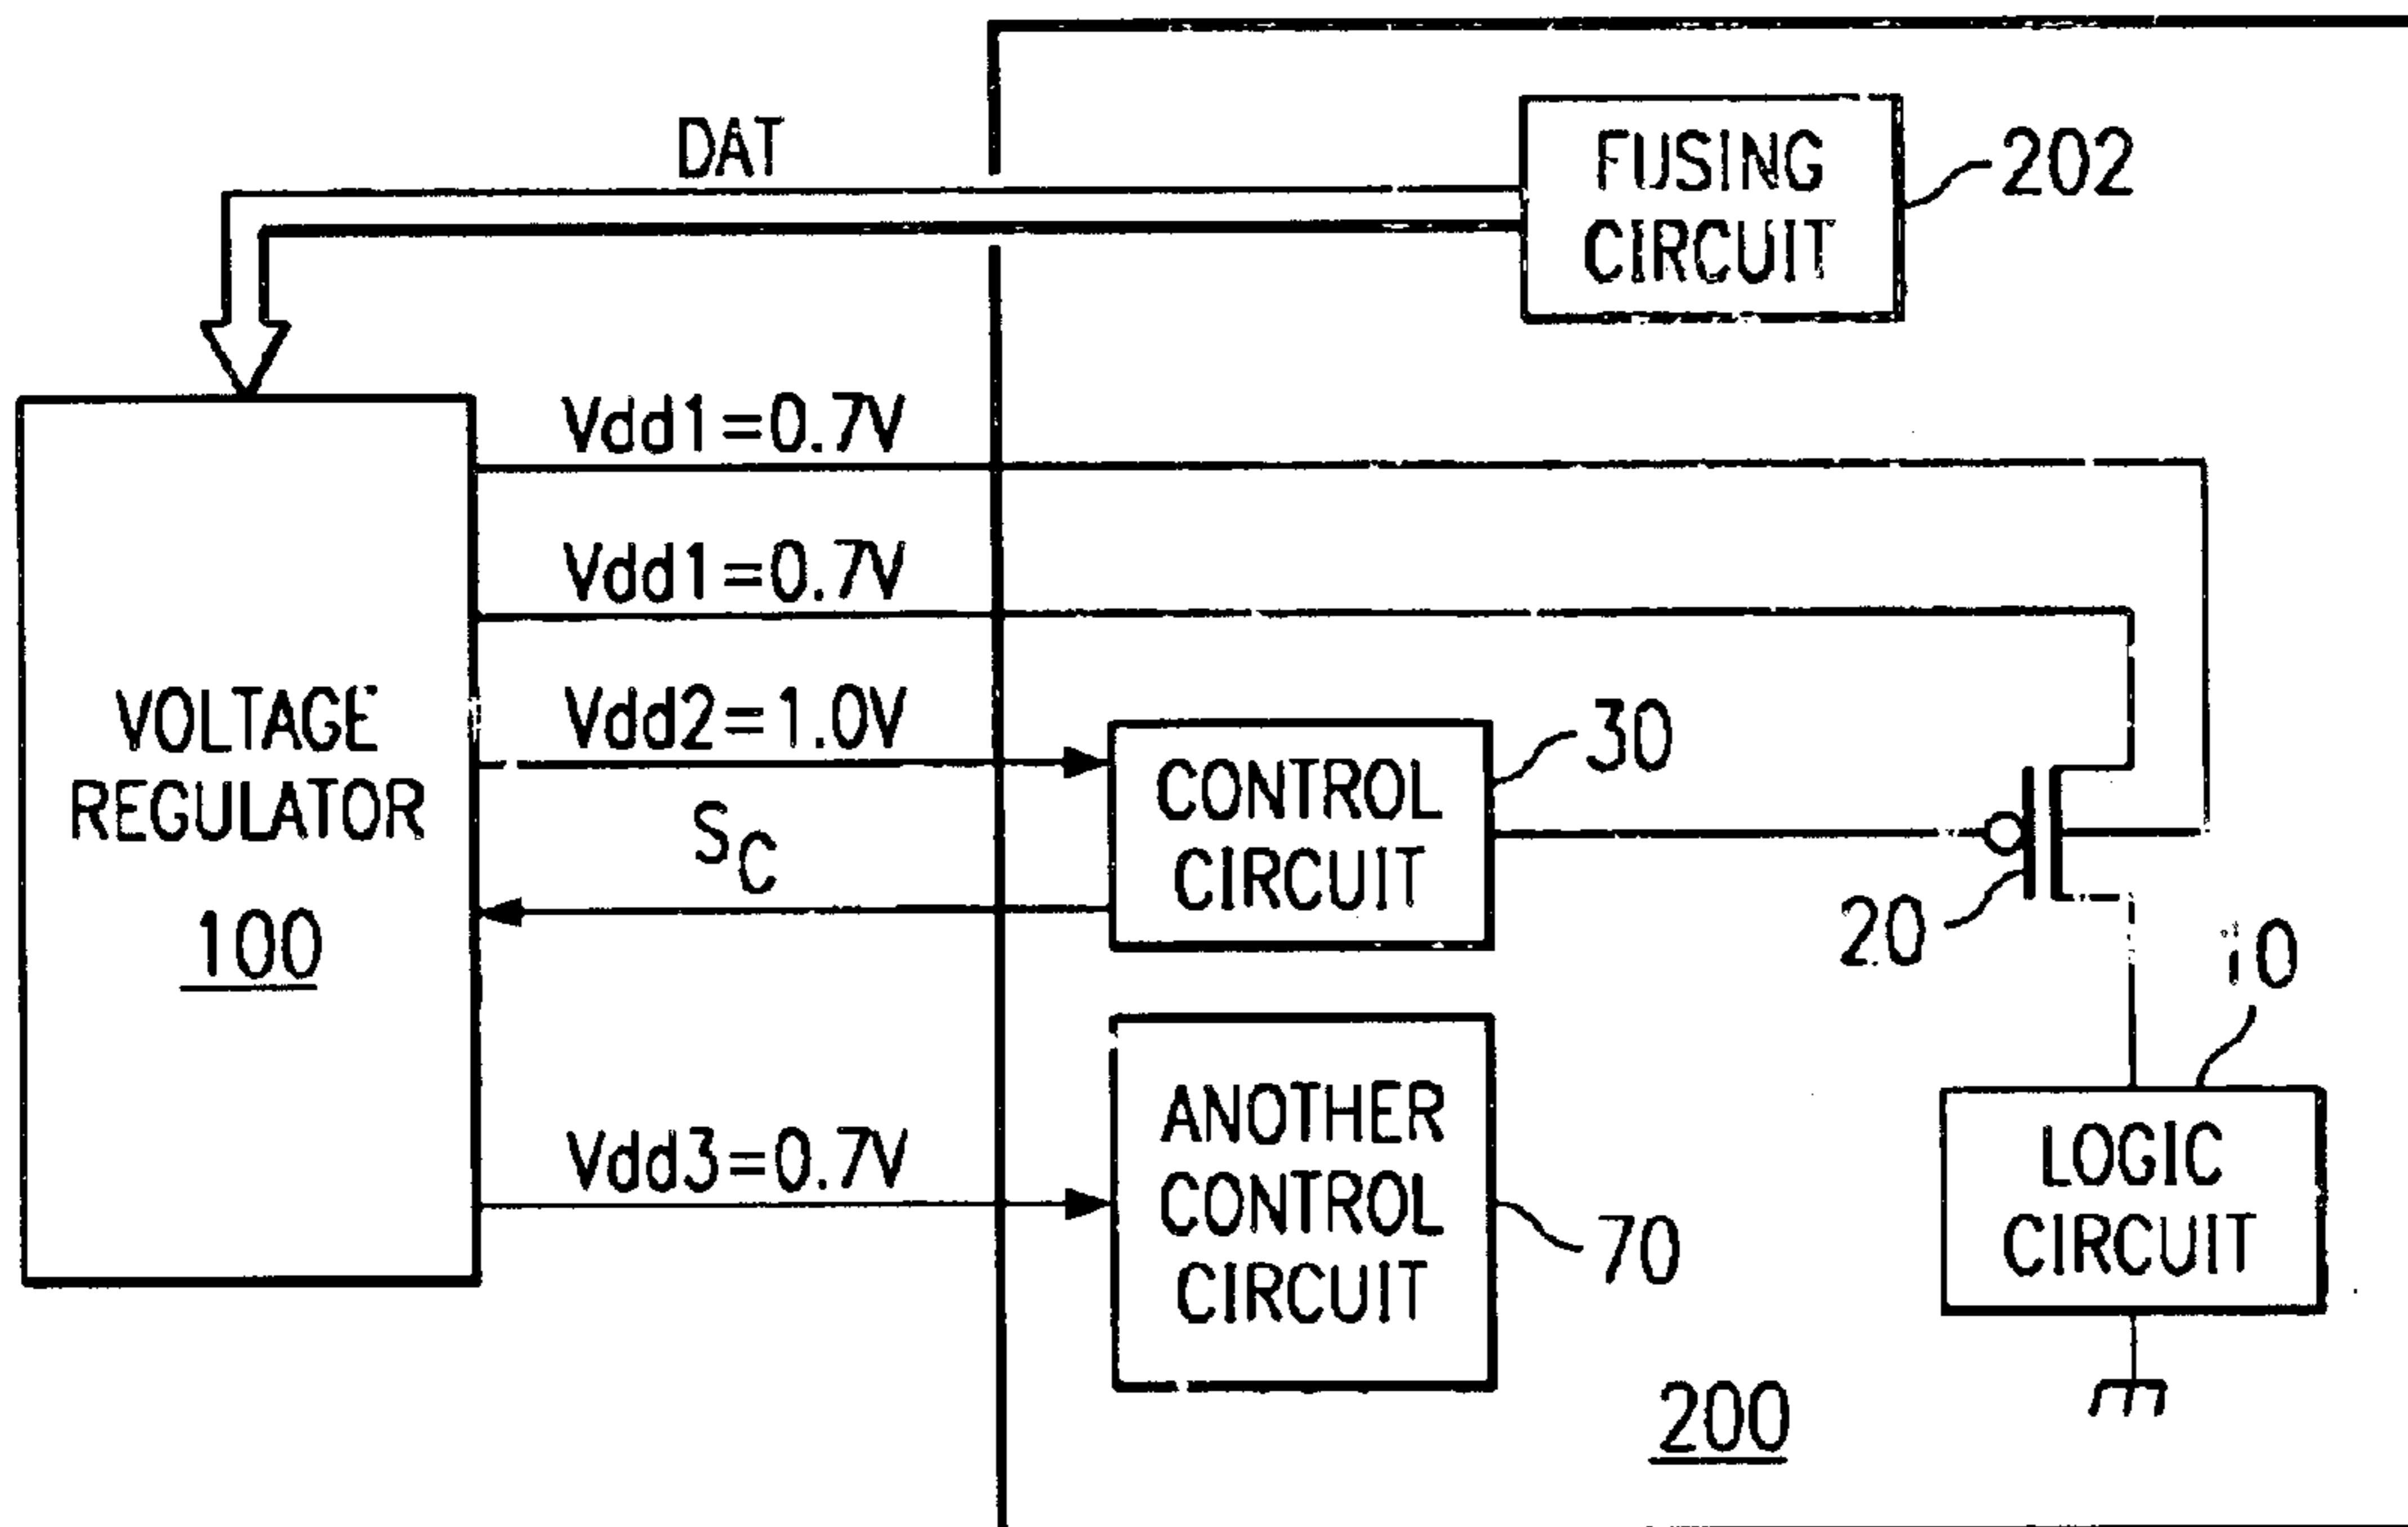 DAT
FUSING
CIRCUIT
202
Vdd1=0.7V
Vdd1=0.7V
Vdd2=1.0V
VOLTAGE
REGULATOR
100
SC
CONTROL
CIRCUIT
30
20
10
Vdd3=0.7V
ANOTHER
CONTROL
CIRCUIT
70
LOGIC
CIRCUIT
200